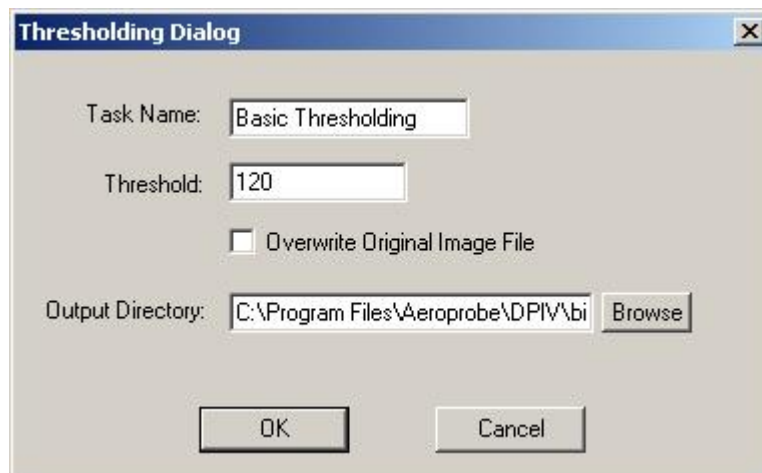 Thresholding Dialog
Task Name: Basic Thresholding
Threshold: 120
Overwrite Original Image File
Output Directory: C:\Program Files\Aeroprobe\DPIV\bi Browse
OK Cancel